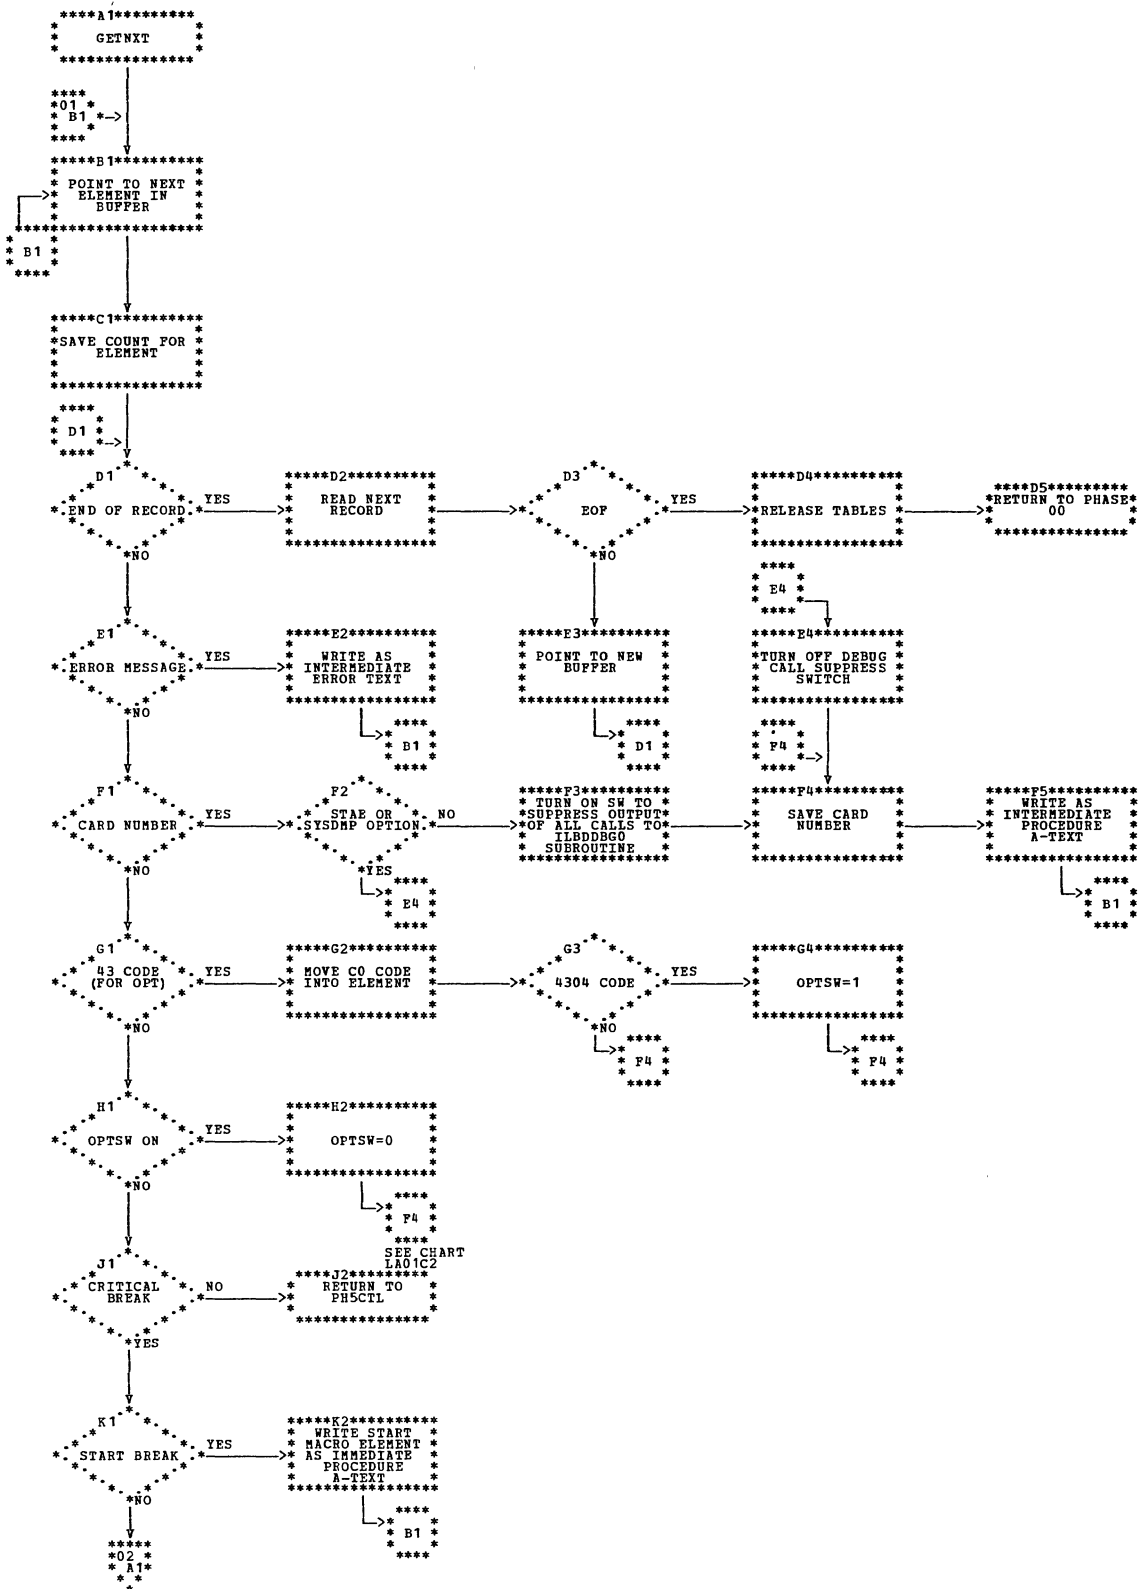 A1
GETNXT
01
B1
B1
POINT TO NEXT
ELEMENT IN
BUFFER
B1
C1
SAVE COUNT FOR
ELEMENT
D1
D1
END OF RECORD
YES
NO
D2
READ NEXT
RECORD
D3
EOF
YES
NO
D4
RELEASE TABLES
D5
RETURN TO PHASE
00
E4
E1
ERROR MESSAGE
YES
NO
E2
WRITE AS
INTERMEDIATE
ERROR TEXT
B1
E3
POINT TO NEW
BUFFER
D1
E4
TURN OFF DEBUG
CALL SUPPRESS
SWITCH
F4
F1
CARD NUMBER
YES
NO
F2
STAE OR
SYSDMP OPTION
NO
YES
E4
F3
TURN ON SW TO
SUPPRESS OUTPUT
OF ALL CALLS TO
ILBDDBG0
SUBROUTINE
F4
SAVE CARD
NUMBER
F5
WRITE AS
INTERMEDIATE
PROCEDURE
A-TEXT
B1
G1
43 CODE
(FOR OPT)
YES
NO
G2
MOVE C0 CODE
INTO ELEMENT
G3
4304 CODE
YES
NO
F4
G4
OPTSW=1
F4
H1
OPTSW ON
YES
NO
H2
OPTSW=0
F4
SEE CHART
LA01C2
J1
CRITICAL
BREAK
NO
YES
J2
RETURN TO
PH5CTL
K1
START BREAK
YES
NO
K2
WRITE START
MACRO ELEMENT
AS IMMEDIATE
PROCEDURE
A-TEXT
B1
02
A1